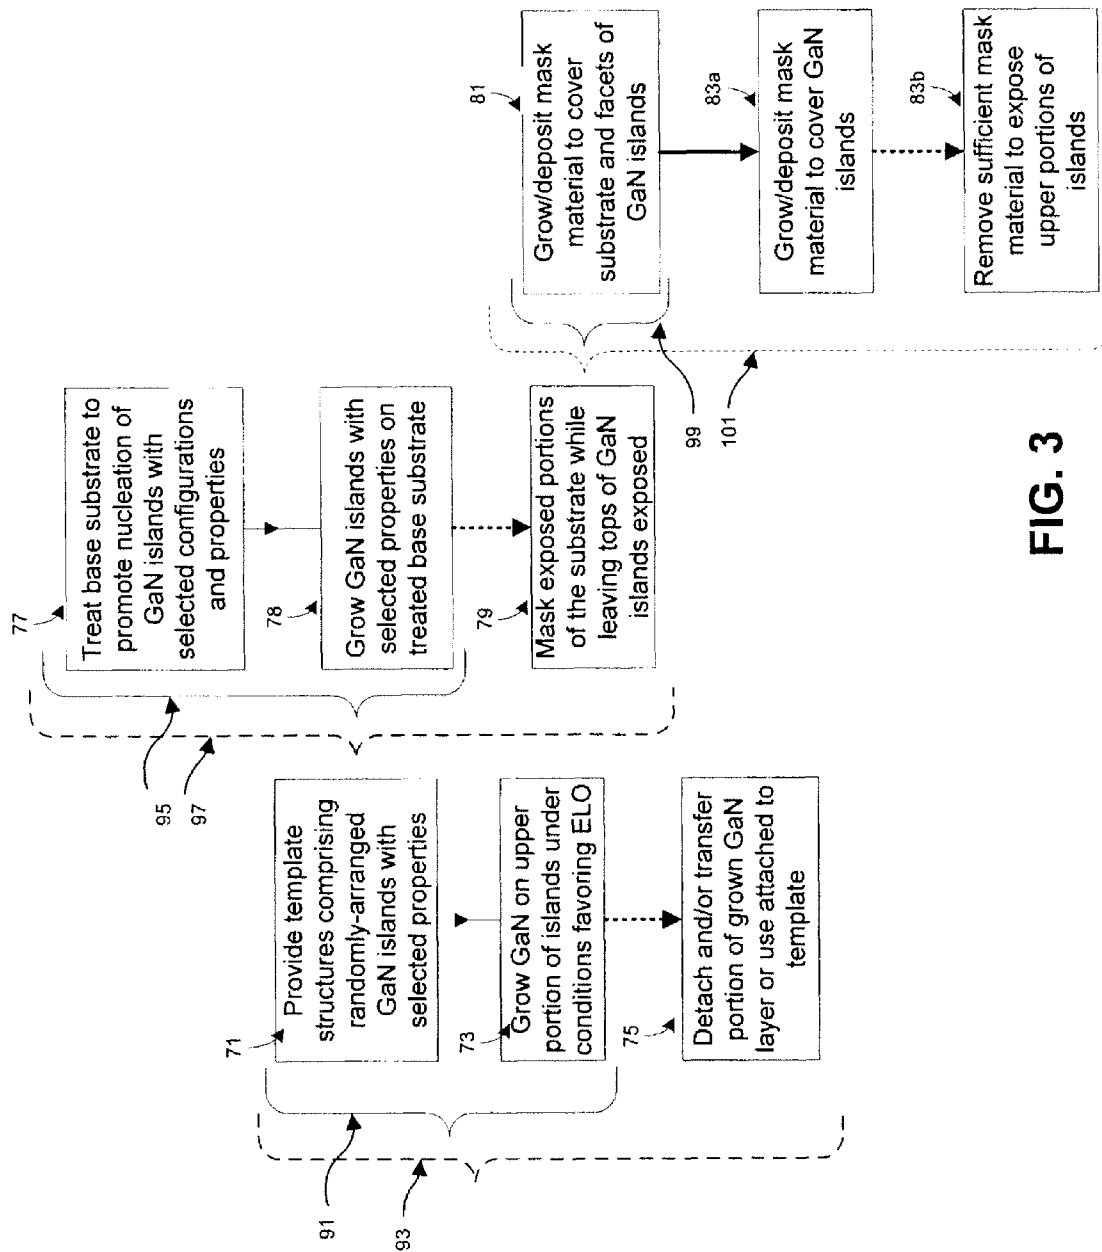 71
Provide template
structures comprising
randomly-arranged
GaN islands with
selected properties
73
Grow GaN on upper
portion of islands under
conditions favoring ELO
75
Detach and/or transfer
portion of grown GaN
layer or use attached to
template
91
93
77
Treat base substrate to
promote nucleation of
GaN islands with
selected configurations
and properties
78
Grow GaN islands with
selected properties on
treated base substrate
79
Mask exposed portions
of the substrate while
leaving tops of GaN
islands exposed
95
97
81
Grow/deposit mask
material to cover
substrate and facets of
GaN islands
83a
Grow/deposit mask
material to cover GaN
islands
83b
Remove sufficient mask
material to expose
upper portions of
islands
99
101
FIG. 3